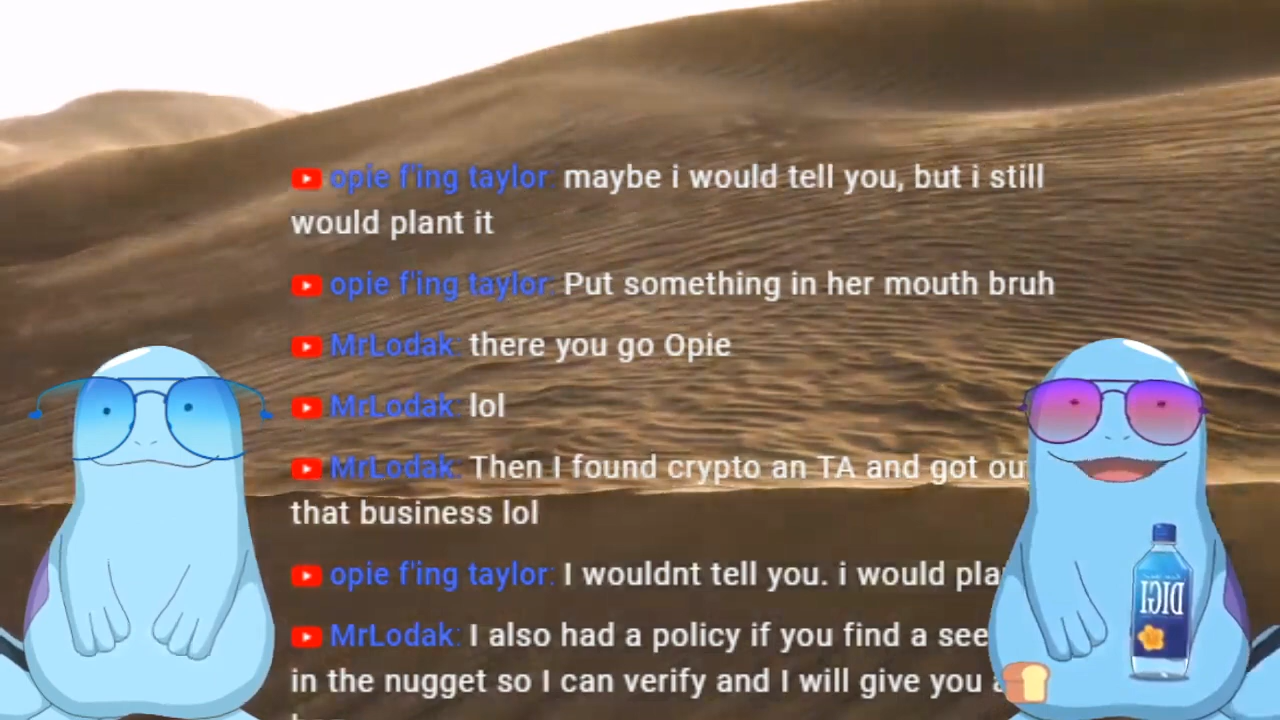 opie f'ing taylor: maybe i would tell you, but i still
would plant it
opie f'ing taylor: Put something in her mouth bruh
MrLodak: there you go Opie
MrLodak: lol
MrLodak: Then I found crypto an TA and got
that business lol
opie f'ing taylor: I wouldnt tell you. i would
MrLodak: I also had a policy if you find a
in the nugget so I can verify and I will give you
DIGI